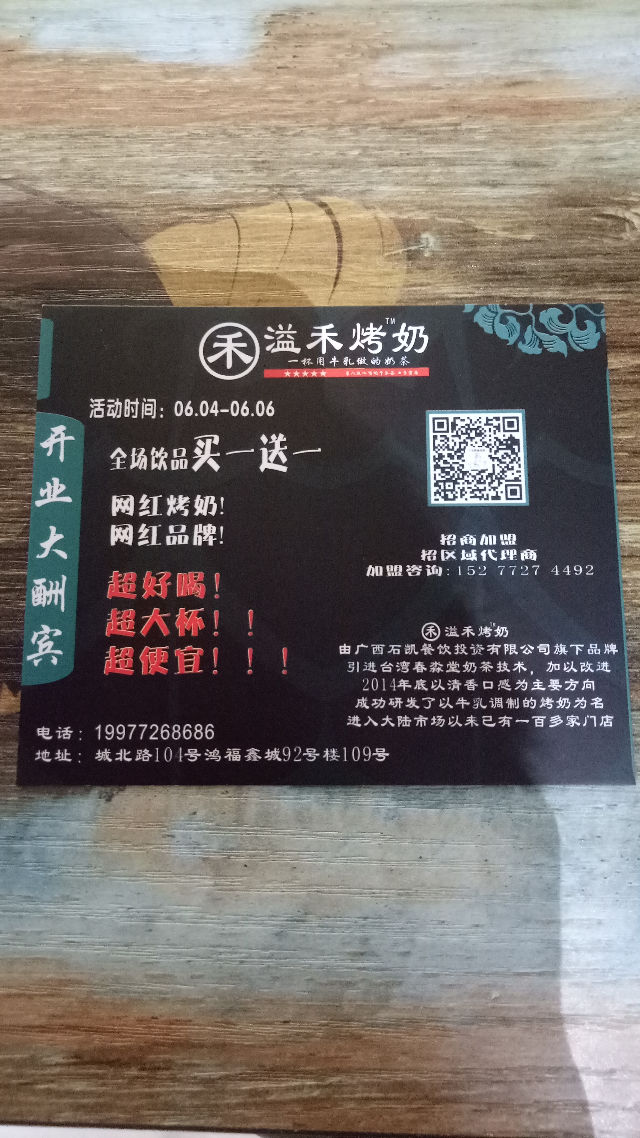 禾 溢禾烤奶™
一杯用牛乳做的奶茶
★★★★★
活动时间：06.04-06.06
开业大酬宾
全场饮品买一送一
网红烤奶!
网红品牌!
超好喝！
超大杯！！
超便宜！！！
招商加盟
招区域代理商
加盟咨询:152 7727 4492
禾 溢禾烤奶™
由广西石凯餐饮投资有限公司旗下品牌
引进台湾春淼堂奶茶技术，加以改进
2014年底以清香口感为主要方向
成功研发了以牛乳调制的烤奶为名
进入大陆市场以来已有一百多家门店
电话：19977268686
地址：城北路104号鸿福鑫城92号楼109号